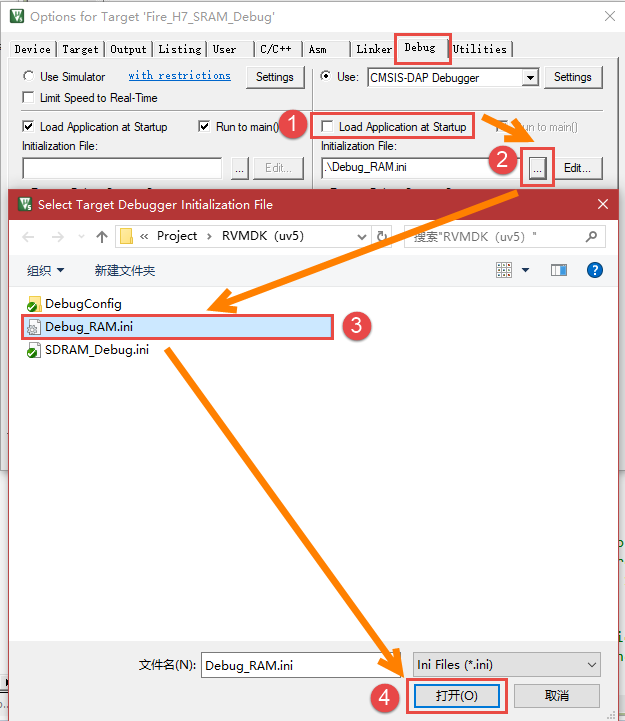 Options for Target 'Fire_H7_SRAM_Debug'
Device Target Output Listing User C/C++ Asm Linker Debug Utilities
Use Simulator with restrictions Settings
Use: CMSIS-DAP Debugger Settings
Limit Speed to Real-Time
Load Application at Startup Run to main()
1 Load Application at Startup to main()
Initialization File:
Initialization File:
... Edit...
.\Debug_RAM.ini 2 ... Edit...
Select Target Debugger Initialization File
« Project › RVMDK（uv5）
搜索"RVMDK（uv5）"
组织 新建文件夹
DebugConfig
Debug_RAM.ini 3
SDRAM_Debug.ini
文件名(N): Debug_RAM.ini Ini Files (*.ini)
4 打开(O) 取消